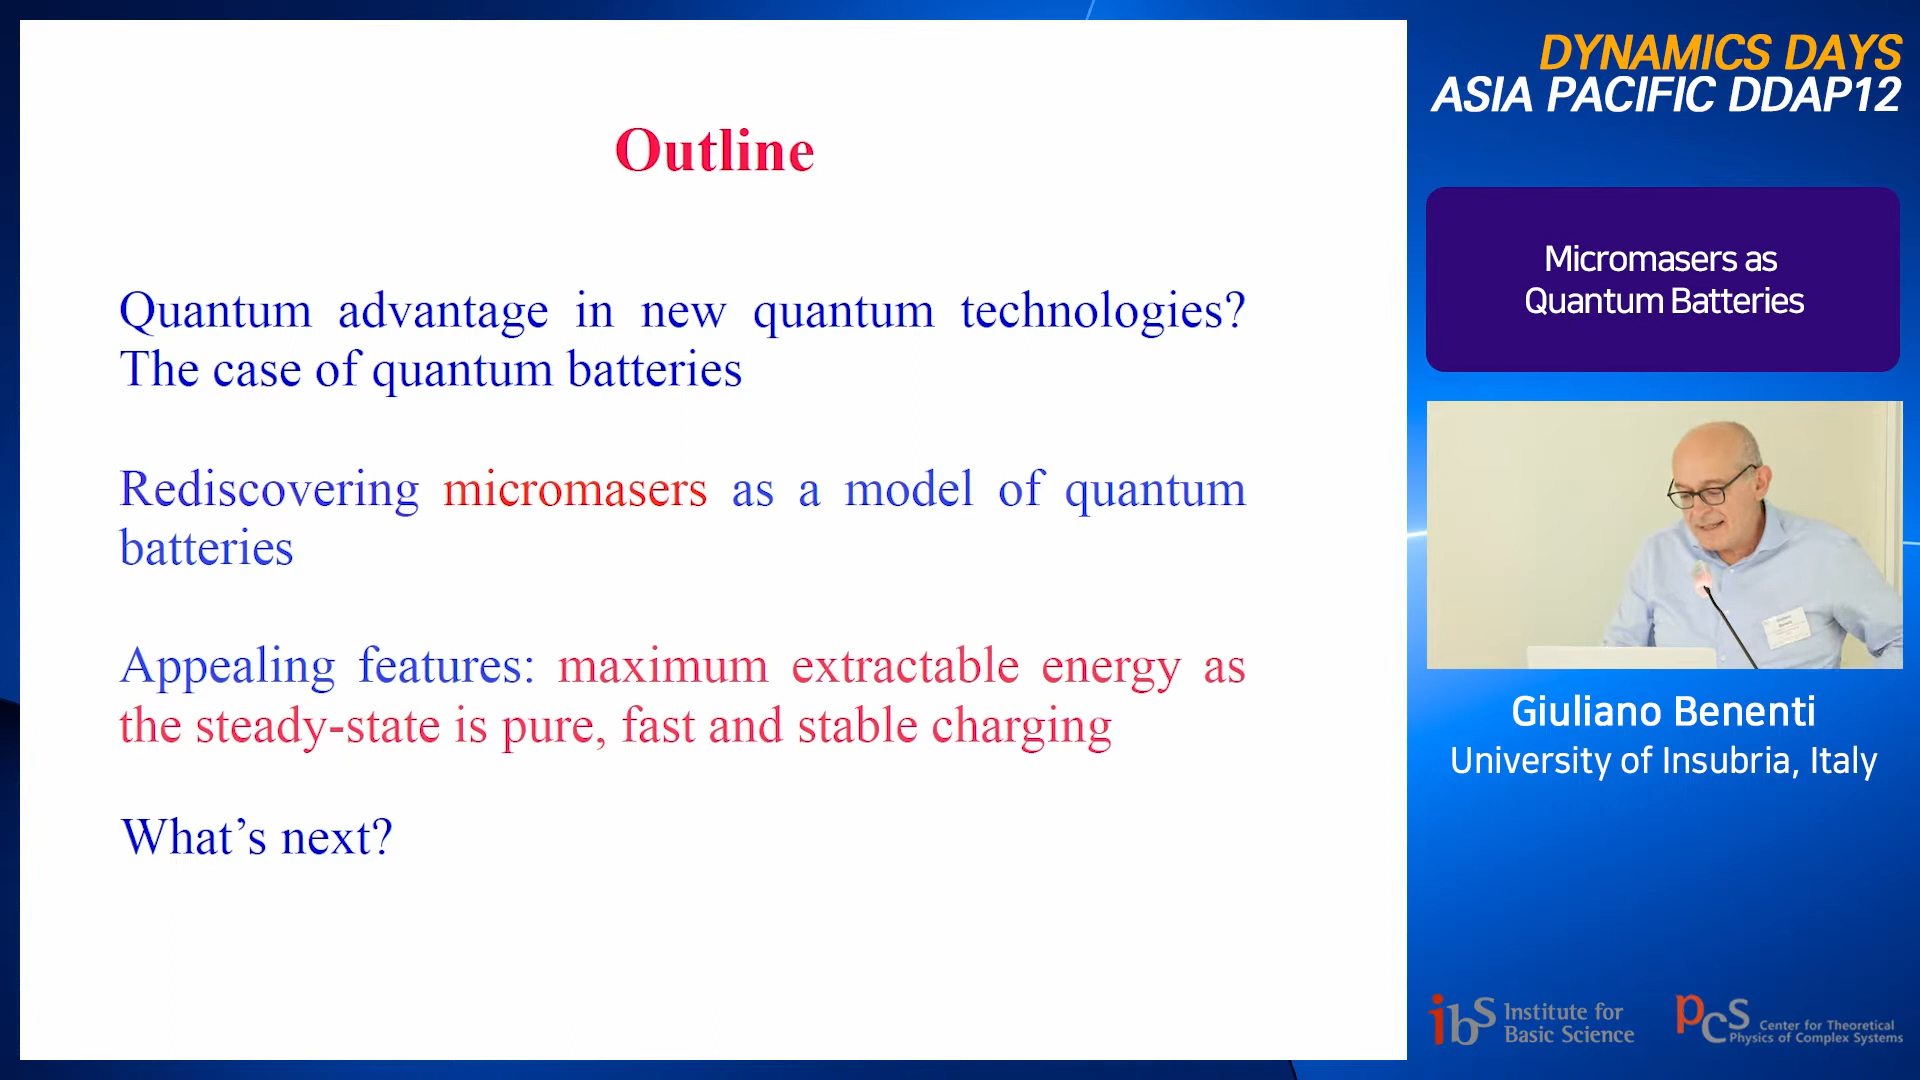 Outline
Quantum advantage in new quantum technologies?
The case of quantum batteries
Rediscovering micromasers as a model of quantum
batteries
Appealing features: maximum extractable energy as
the steady-state is pure, fast and stable charging
What's next?
DYNAMICS DAYS
ASIA PACIFIC DDAP12
Micromasers as
Quantum Batteries
Giuliano Benenti
University of Insubria, Italy
ibs Institute for
Basic Science
pcs Center for Theoretical
Physics of Complex Systems